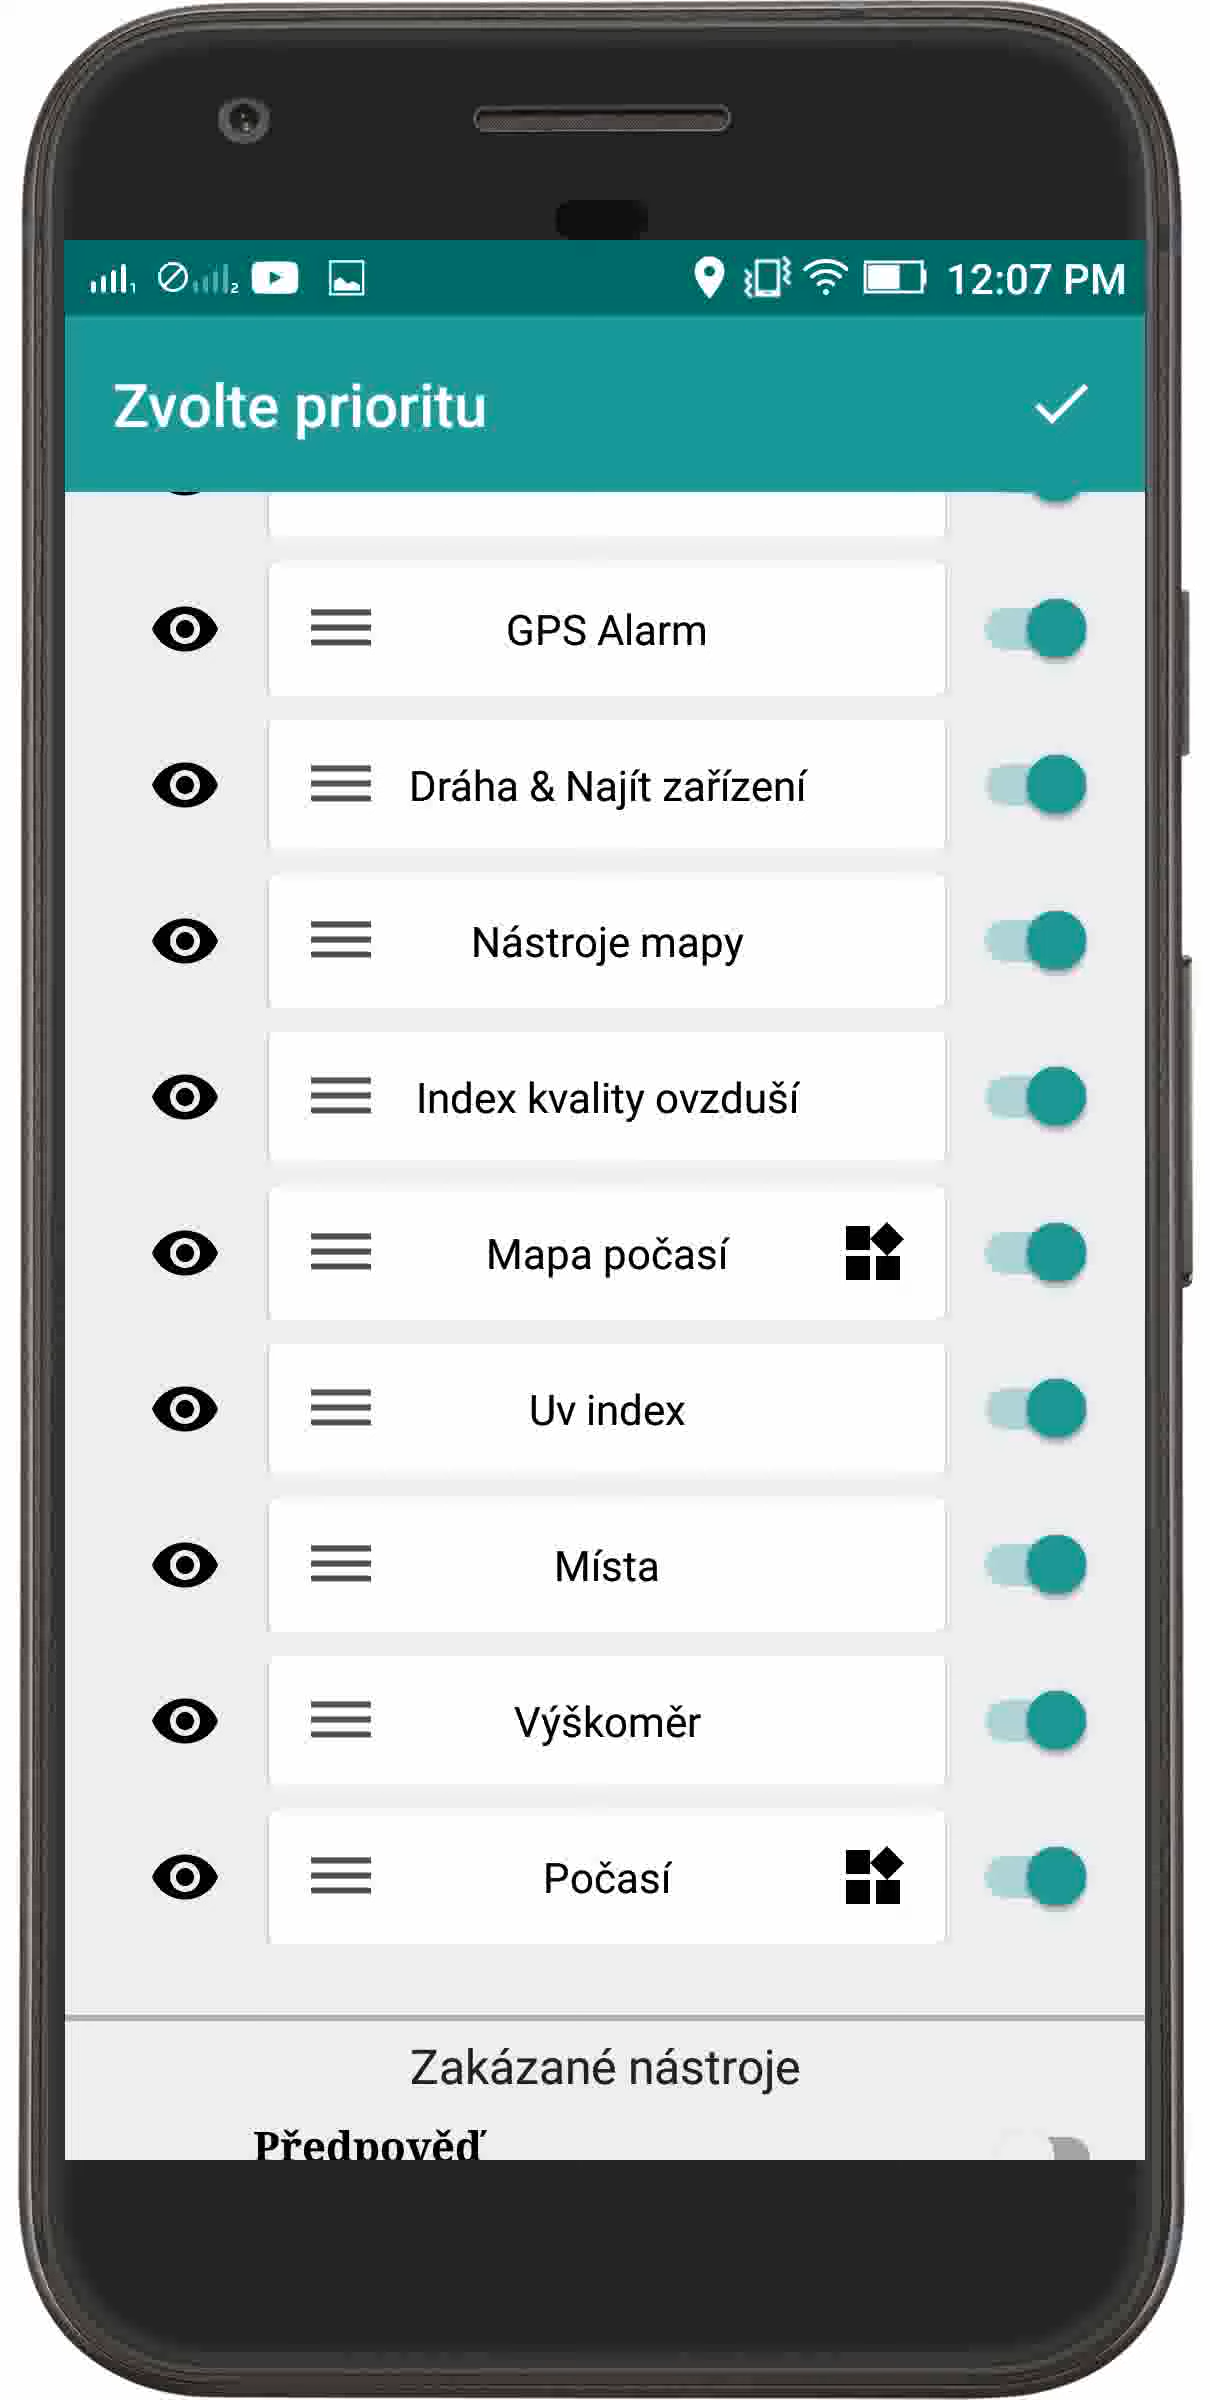 12:07 PM
Zvolte prioritu
GPS Alarm
Dráha & Najít zařízení
Nástroje mapy
Index kvality ovzduší
Mapa počasí
Uv index
Místa
Výškoměr
Počasí
Zakázané nástroje
Předpověď